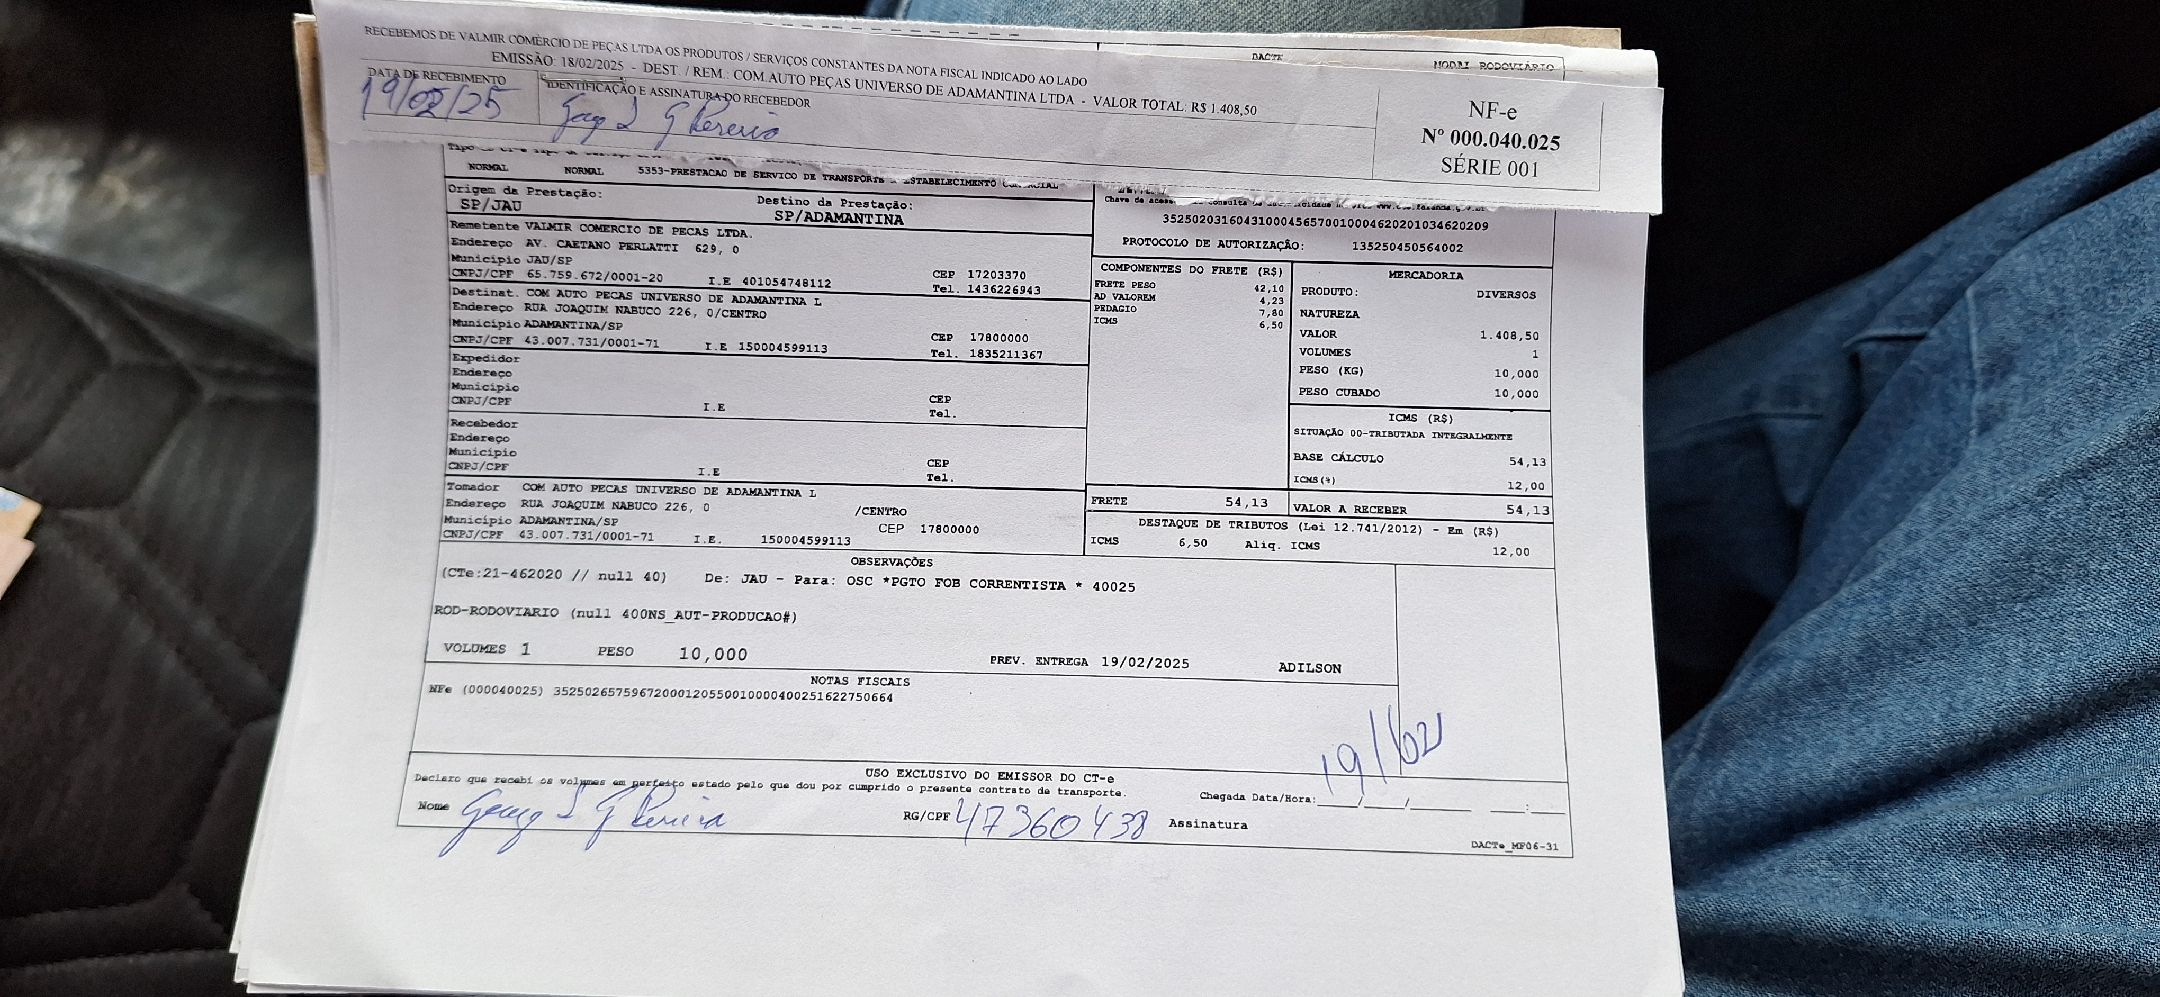 RECEBEMOS DE VALMIR COMÉRCIO DE PEÇAS LTDA OS PRODUTOS / SERVIÇOS CONSTANTES DA NOTA FISCAL INDICADO AO LADO
EMISSÃO: 18/02/2025 - DEST. / REM.: COM.AUTO PEÇAS UNIVERSO DE ADAMANTINA LTDA - VALOR TOTAL: R$ 1.408,50
DATA DE RECEBIMENTO
IDENTIFICAÇÃO E ASSINATURA DO RECEBEDOR
19/02/25
Pereira
NF-e
Nº 000.040.025
SÉRIE 001
DACTE
MODAL RODOVIÁRIO
NORMAL NORMAL 5353-PRESTACAO DE SERVICO DE TRANSPORTE A ESTABELECIMENTO COMERCIAL
Origem da Prestação: Destino da Prestação:
SP/JAU SP/ADAMANTINA
35250203160431000456570010004620201034620209
PROTOCOLO DE AUTORIZAÇÃO: 135250450564002
Remetente VALMIR COMERCIO DE PECAS LTDA.
Endereço AV. CAETANO PERLATTI 629, 0
Município JAU/SP CEP 17203370
CNPJ/CPF 65.759.672/0001-20 I.E 401054748112 Tel. 1436226943
Destinat. COM AUTO PECAS UNIVERSO DE ADAMANTINA L
Endereço RUA JOAQUIM NABUCO 226, 0/CENTRO
Município ADAMANTINA/SP CEP 17800000
CNPJ/CPF 43.007.731/0001-71 I.E 150004599113 Tel. 1835211367
Expedidor
Endereço
Município CEP
CNPJ/CPF I.E Tel.
Recebedor
Endereço
Município CEP
CNPJ/CPF I.E Tel.
Tomador COM AUTO PECAS UNIVERSO DE ADAMANTINA L
Endereço RUA JOAQUIM NABUCO 226, 0 /CENTRO
Município ADAMANTINA/SP CEP 17800000
CNPJ/CPF 43.007.731/0001-71 I.E. 150004599113
COMPONENTES DO FRETE (R$)
FRETE PESO 42,10
AD VALOREM 4,23
PEDAGIO 7,80
ICMS 6,50
FRETE 54,13
MERCADORIA
PRODUTO: DIVERSOS
NATUREZA
VALOR 1.408,50
VOLUMES 1
PESO (KG) 10,000
PESO CUBADO 10,000
ICMS (R$)
SITUAÇÃO 00-TRIBUTADA INTEGRALMENTE
BASE CÁLCULO 54,13
ICMS(%) 12,00
VALOR A RECEBER 54,13
DESTAQUE DE TRIBUTOS (Lei 12.741/2012) - Em (R$)
ICMS 6,50 Aliq. ICMS 12,00
OBSERVAÇÕES
(CTe:21-462020 // null 40) De: JAU - Para: OSC *PGTO FOB CORRENTISTA * 40025
ROD-RODOVIARIO (null 400NS_AUT-PRODUCAO#)
VOLUMES 1 PESO 10,000 PREV. ENTREGA 19/02/2025 ADILSON
NOTAS FISCAIS
NFe (000040025) 35250265759672000120550010000400251622750664
19/02
USO EXCLUSIVO DO EMISSOR DO CT-e
Declaro que recebi os volumes em perfeito estado pelo que dou por cumprido o presente contrato de transporte.
Chegada Data/Hora:____/____/______ ____:____
Nome Pereira RG/CPF 47360438 Assinatura
DACTe_MF06-31